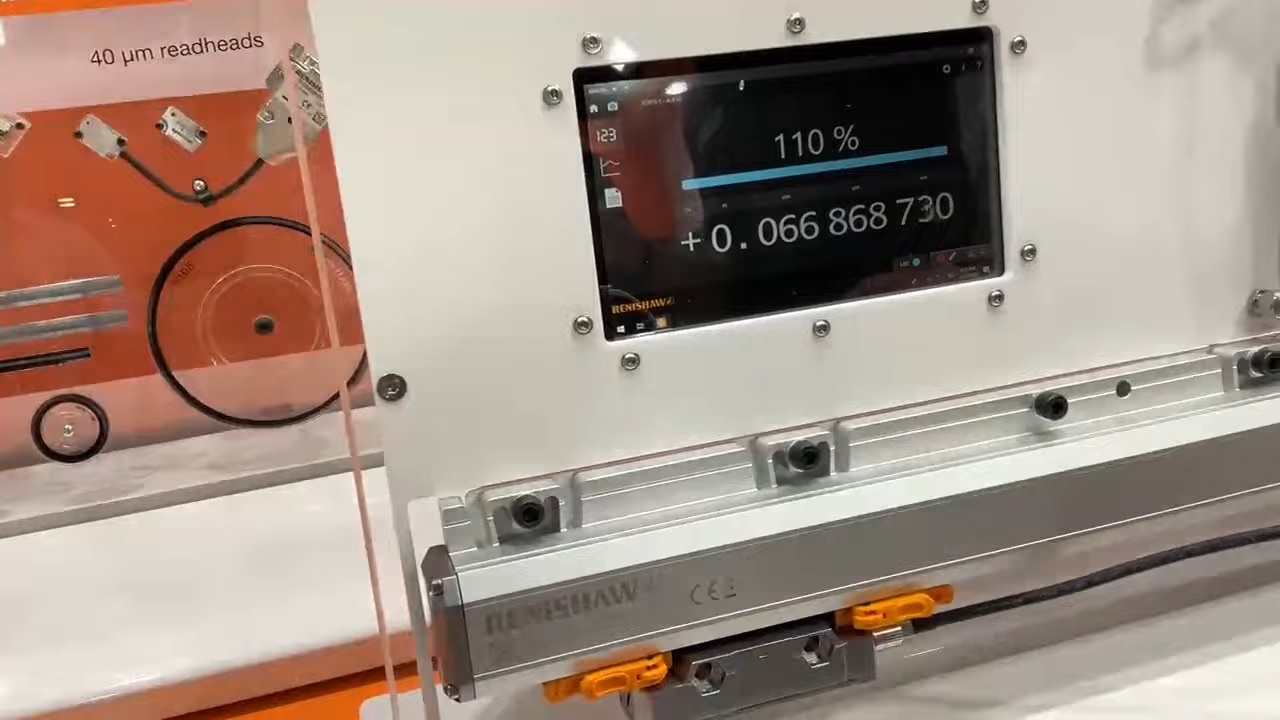 40 µm readheads
110 %
123
+0.066 868 730
RENISHAW
RENISHAW
CE